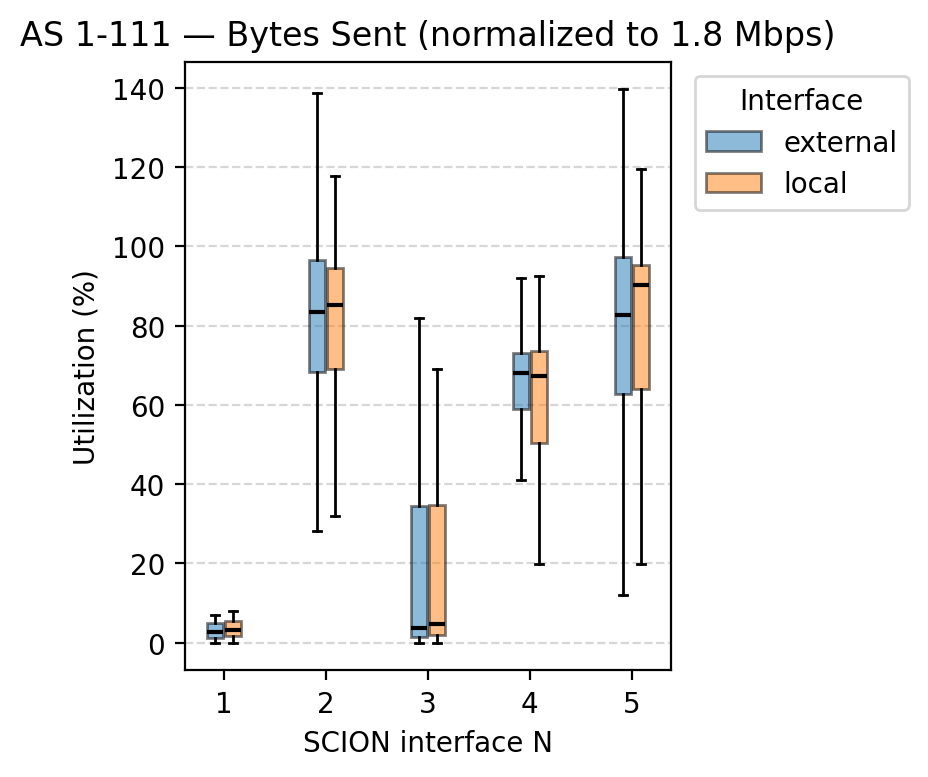 AS 1-111 — Bytes Sent (normalized to 1.8 Mbps)
140
120
100
80
60
40
20
0
Utilization (%)
1 2 3 4 5
SCION interface N
Interface
external
local